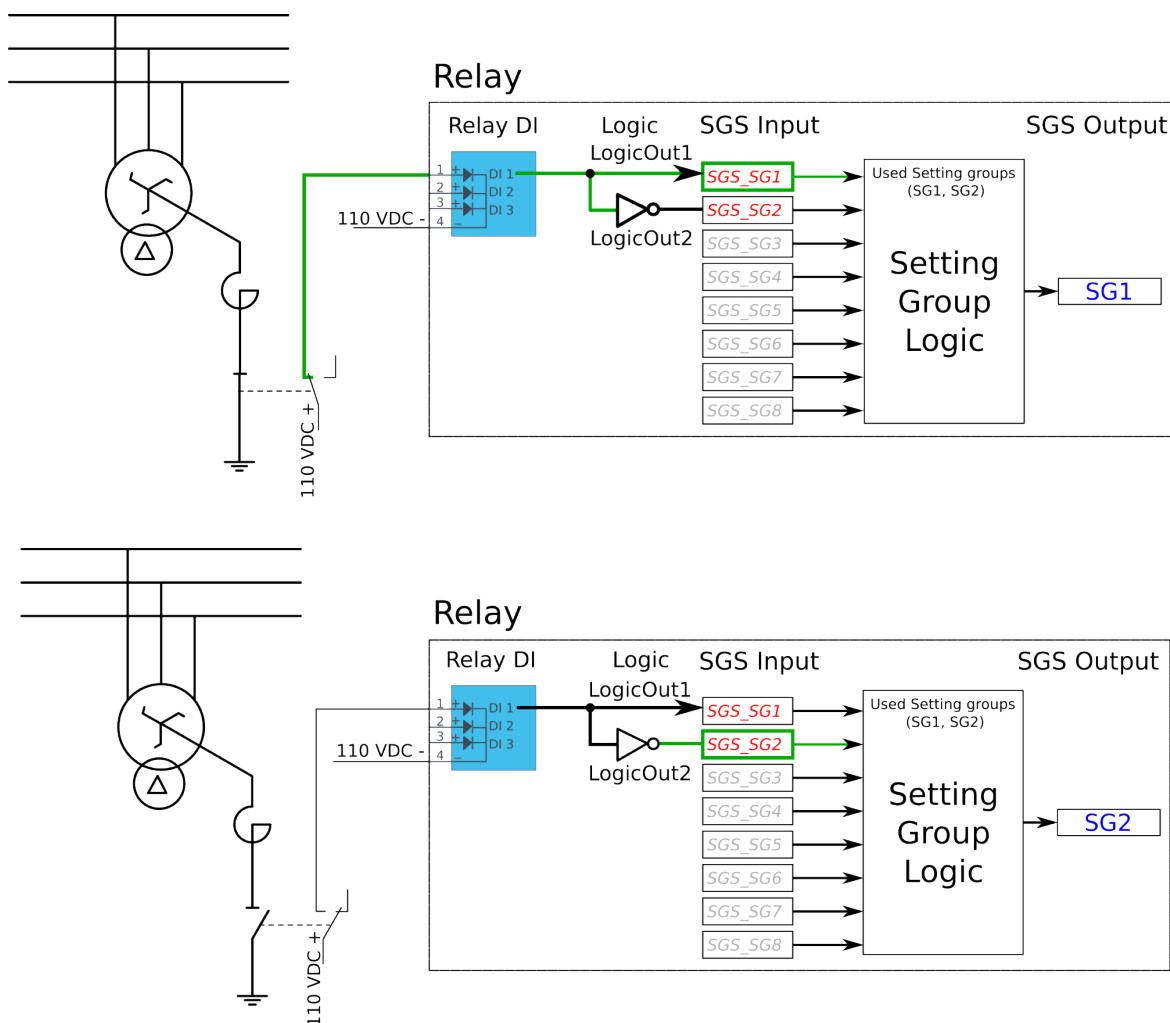 Relay
Relay DI
Logic
SGS Input
SGS Output
LogicOut1
1 +
DI 1
SGS_SG1
Used Setting groups
(SG1, SG2)
2 +
DI 2
3 +
DI 3
SGS_SG2
110 VDC -
4 −
LogicOut2
SGS_SG3
Setting
Group
Logic
SGS_SG4
SG1
SGS_SG5
SGS_SG6
SGS_SG7
SGS_SG8
110 VDC +
Relay
Relay DI
Logic
SGS Input
SGS Output
LogicOut1
1 +
DI 1
SGS_SG1
Used Setting groups
(SG1, SG2)
2 +
DI 2
3 +
DI 3
SGS_SG2
110 VDC -
4 −
LogicOut2
SGS_SG3
Setting
Group
Logic
SGS_SG4
SG2
SGS_SG5
SGS_SG6
SGS_SG7
SGS_SG8
110 VDC +